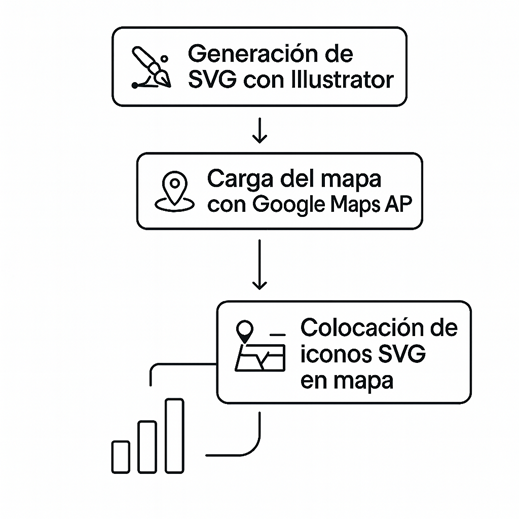 Generación de
SVG con Illustrator
Carga del mapa
con Google Maps AP
Colocación de
iconos SVG
en mapa